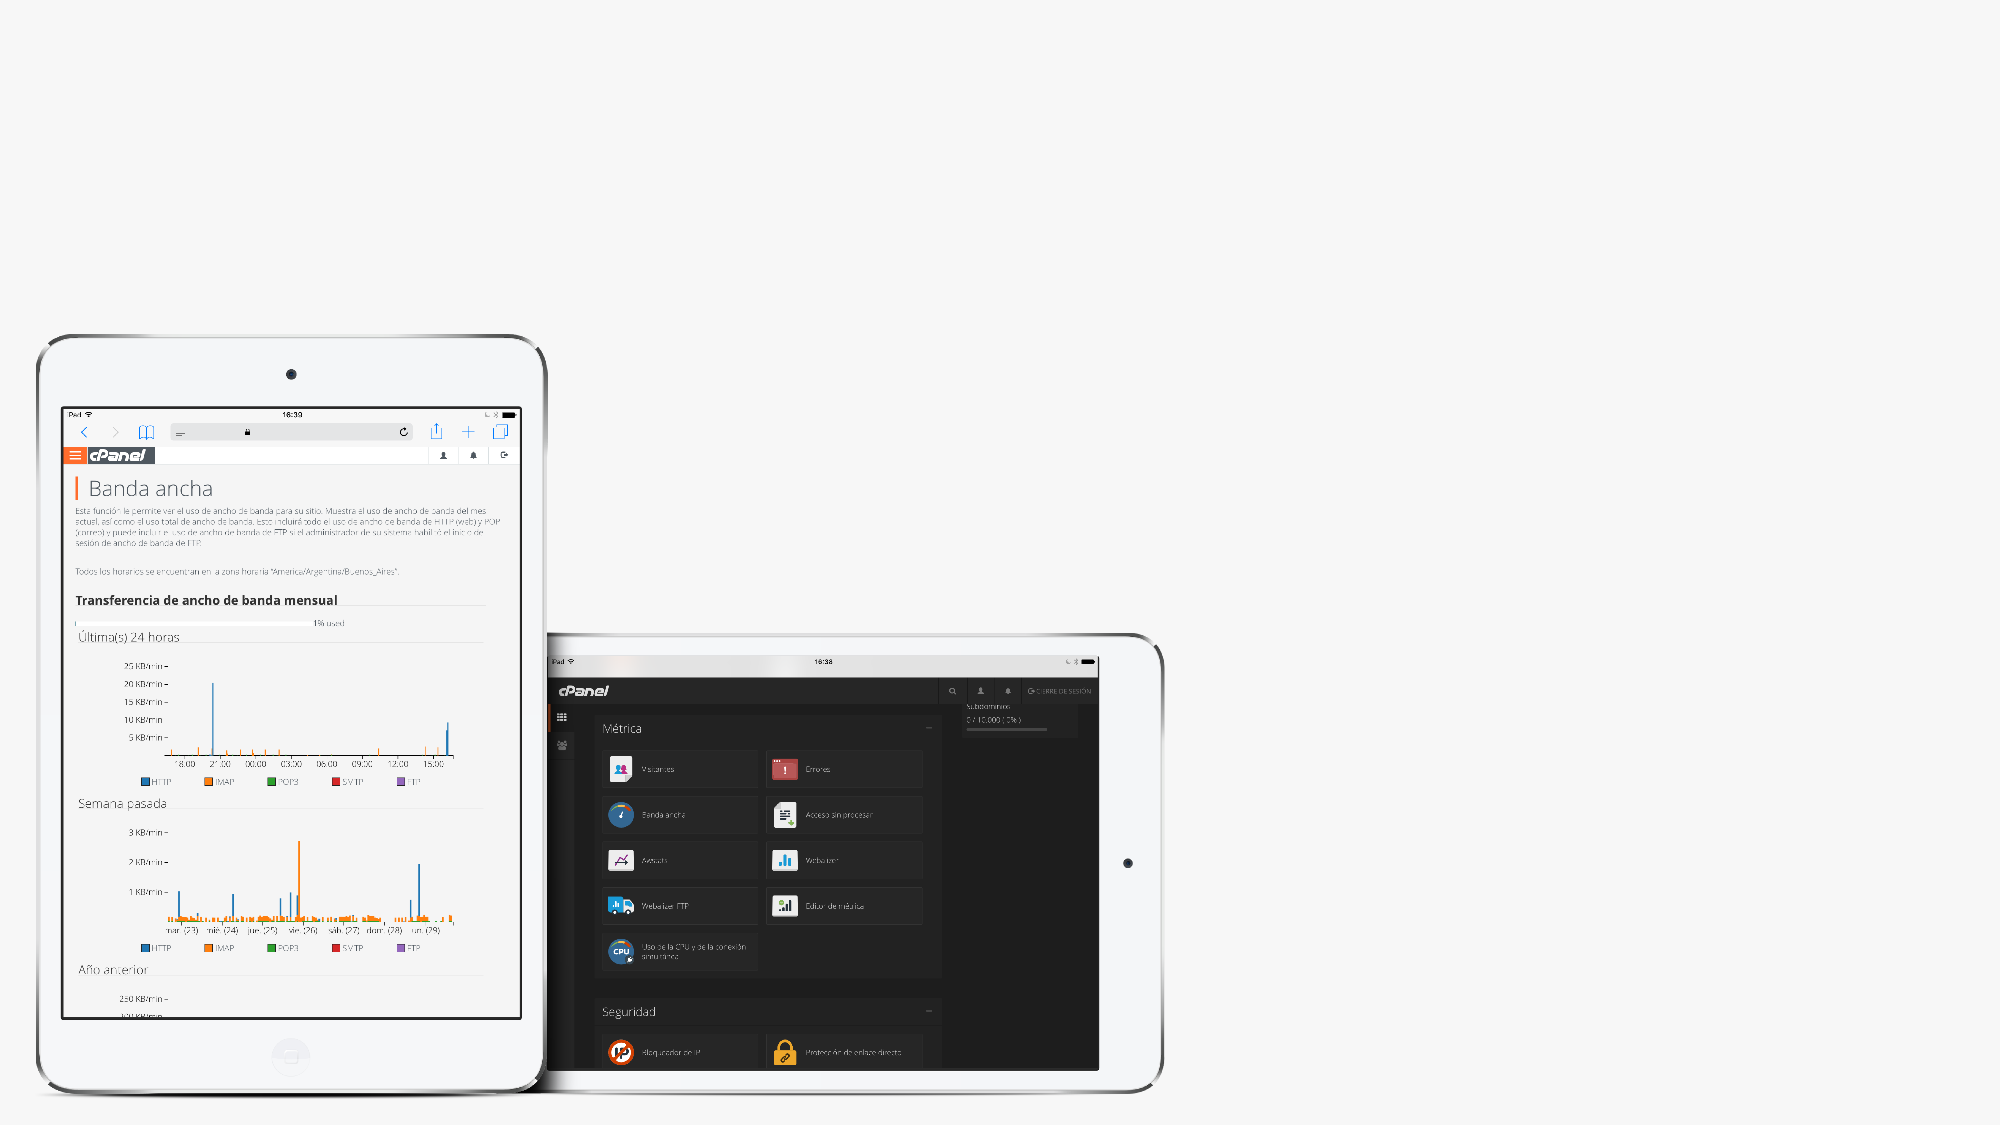 iPad
16:39
cPanel
Banda ancha
Esta función le permite ver el uso de ancho de banda para su sitio. Muestra el uso de ancho de banda del mes
actual, así como el uso total de ancho de banda. Esto incluirá todo el uso de ancho de banda de HTTP (web) y POP
(correo) y puede incluir el uso de ancho de banda de FTP si el administrador de su sistema habilitó el inicio de
sesión de ancho de banda de FTP.
Todos los horarios se encuentran en la zona horaria "America/Argentina/Buenos_Aires".
Transferencia de ancho de banda mensual
1% used
Última(s) 24 horas
25 KB/min
20 KB/min
15 KB/min
10 KB/min
5 KB/min
18:00 21:00 00:00 03:00 06:00 09:00 12:00 15:00
HTTP IMAP POP3 SMTP FTP
Semana pasada
3 KB/min
2 KB/min
1 KB/min
mar. (23) mié. (24) jue. (25) vie. (26) sáb. (27) dom. (28) lun. (29)
HTTP IMAP POP3 SMTP FTP
Año anterior
250 KB/min
iPad
16:38
cPanel
CIERRE DE SESIÓN
Subdominios
0 / 10.000 ( 0% )
Métrica
Visitantes
Errores
Banda ancha
Acceso sin procesar
Awstats
Webalizer
Webalizer FTP
Editor de métrica
CPU
Uso de la CPU y de la conexión
simultánea
Seguridad
IP
Bloqueador de IP
Protección de enlace directo